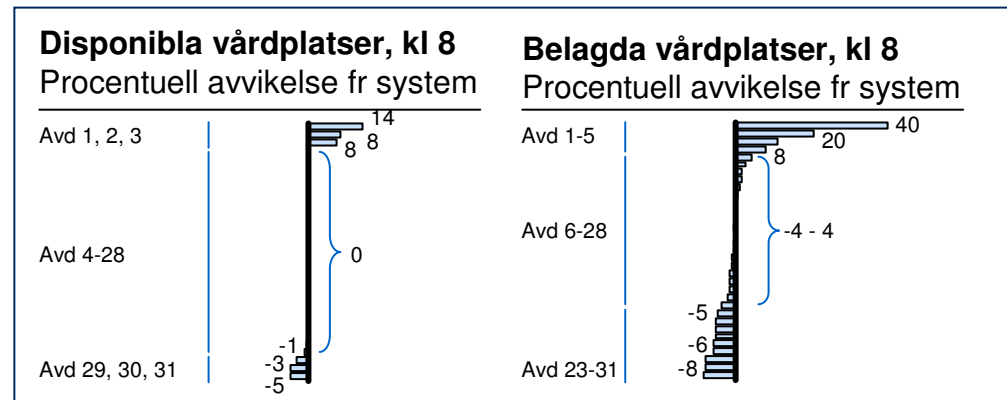 Disponibla vårdplatser, kl 8
Procentuell avvikelse fr system
Avd 1, 2, 3
14
8
8
Avd 4-28
0
-1
-3
-5
Avd 29, 30, 31
Belagda vårdplatser, kl 8
Procentuell avvikelse fr system
Avd 1-5
40
20
8
Avd 6-28
-4 - 4
-5
-6
-8
Avd 23-31